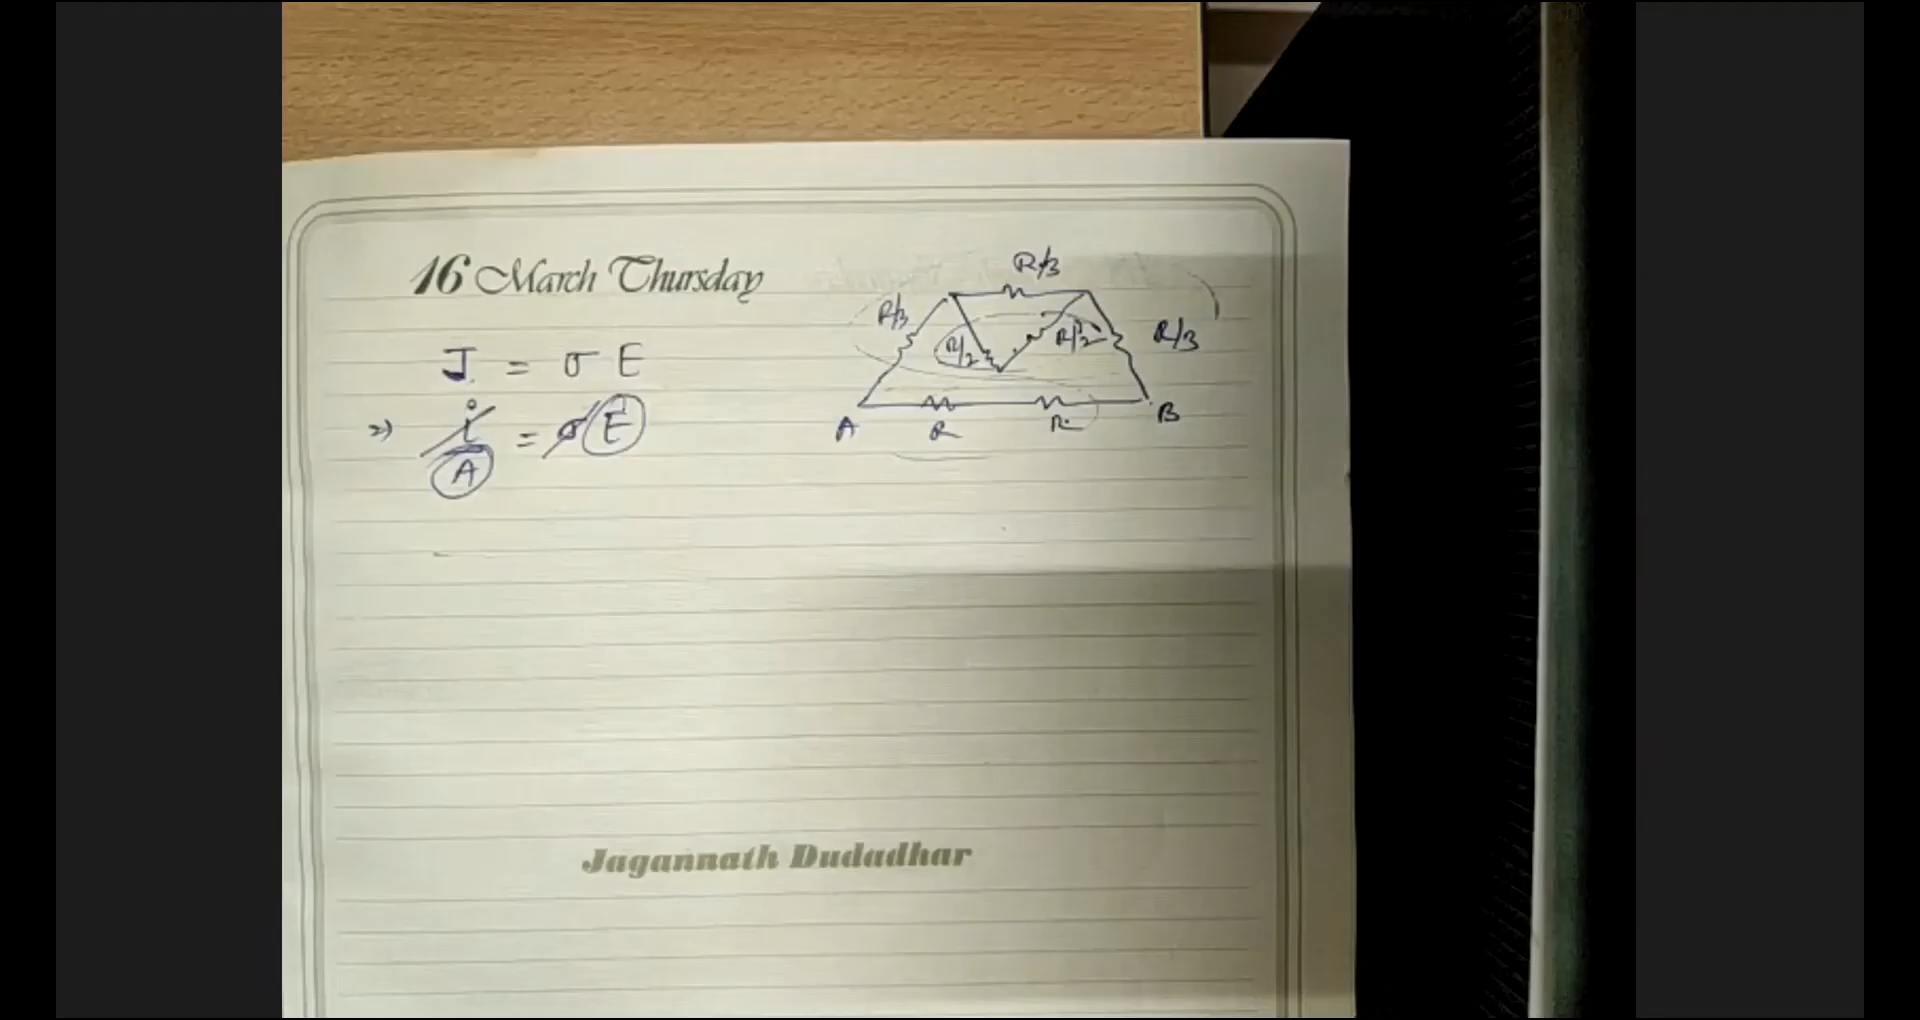 16 March Thursday
J = σ E
⇒) i/A = σ E
R/3
R/3
R/3
R/2
R/2
A
R
R
B
Jagannath Dudadhar